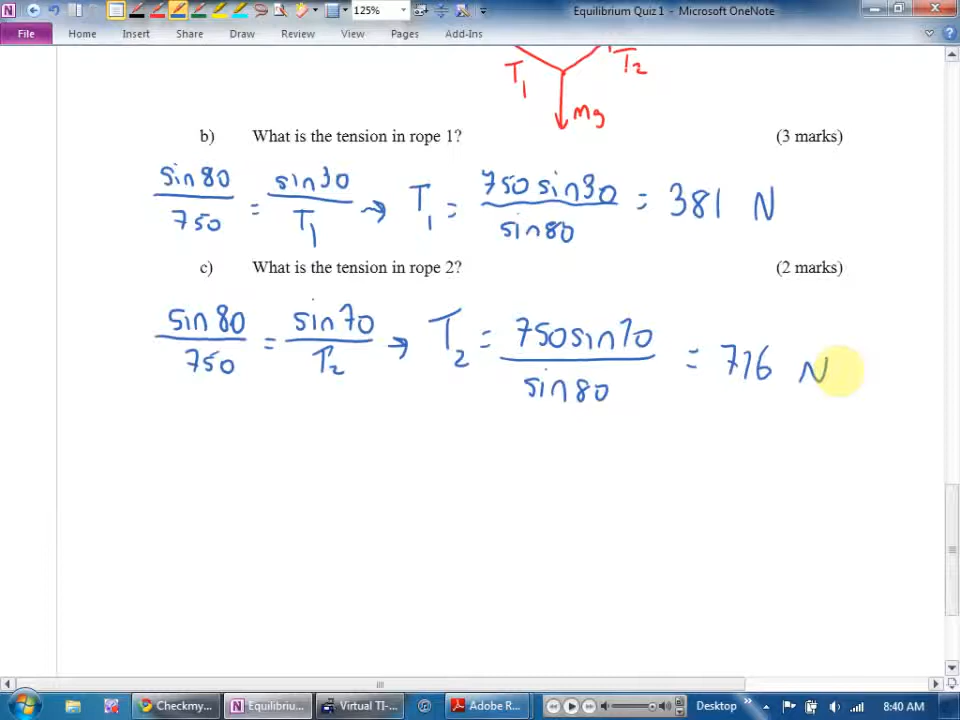 125%
Equilibrium Quiz 1 - Microsoft OneNote
File Home Insert Share Draw Review View Pages Add-Ins
T1 T2
Mg
b) What is the tension in rope 1? (3 marks)
sin80/750 = sin30/T1 → T1 = 750 sin30/sin80 = 381 N
c) What is the tension in rope 2? (2 marks)
sin80/750 = sin70/T2 → T2 = 750sin70/sin80 = 716 N
Checkmy... Equilibriu... Virtual TI-... Adobe R... Desktop 8:40 AM